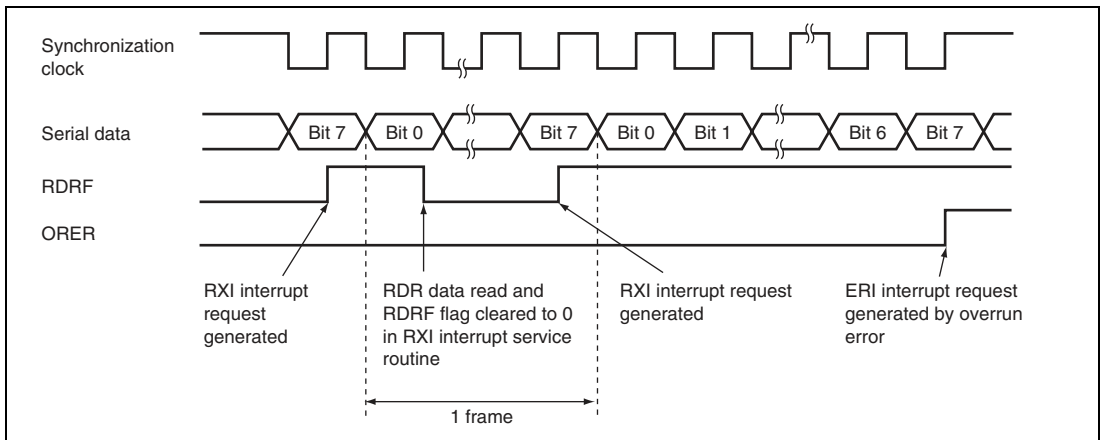 Synchronization
clock
Serial data
Bit 7
Bit 0
Bit 7
Bit 0
Bit 1
Bit 6
Bit 7
RDRF
ORER
RXI interrupt
request
generated
RDR data read and
RDRF flag cleared to 0
in RXI interrupt service
routine
RXI interrupt request
generated
ERI interrupt request
generated by overrun
error
1 frame